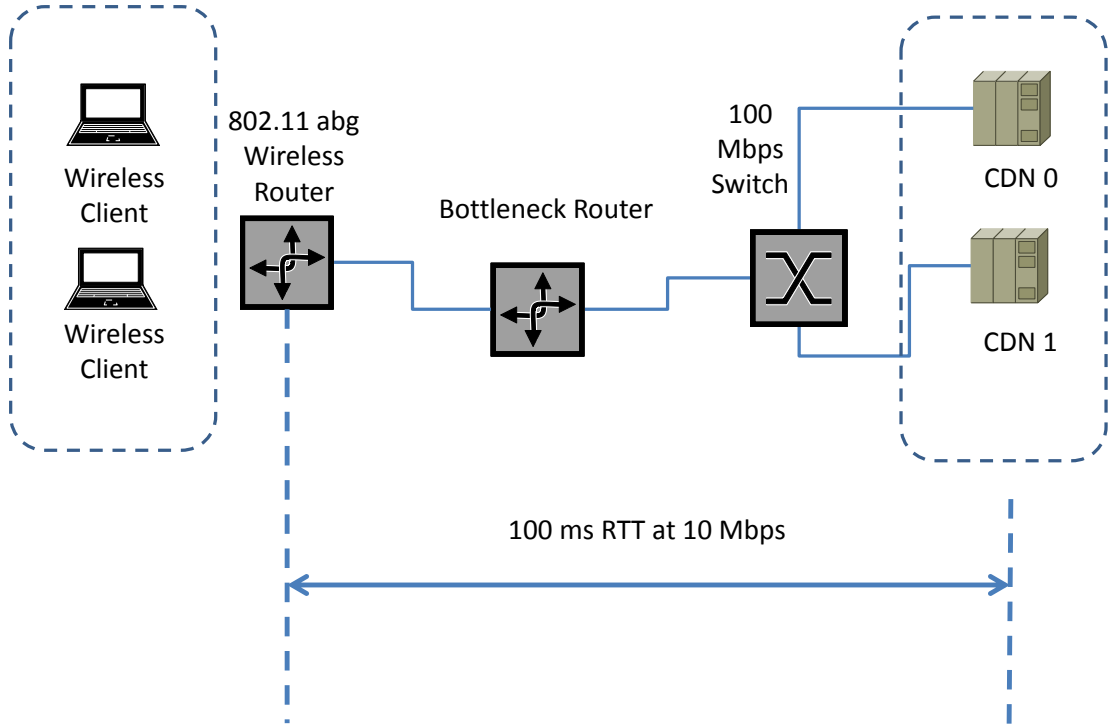 Wireless
Client
Wireless
Client
802.11 abg
Wireless
Router
Bottleneck Router
100
Mbps
Switch
CDN 0
CDN 1
100 ms RTT at 10 Mbps